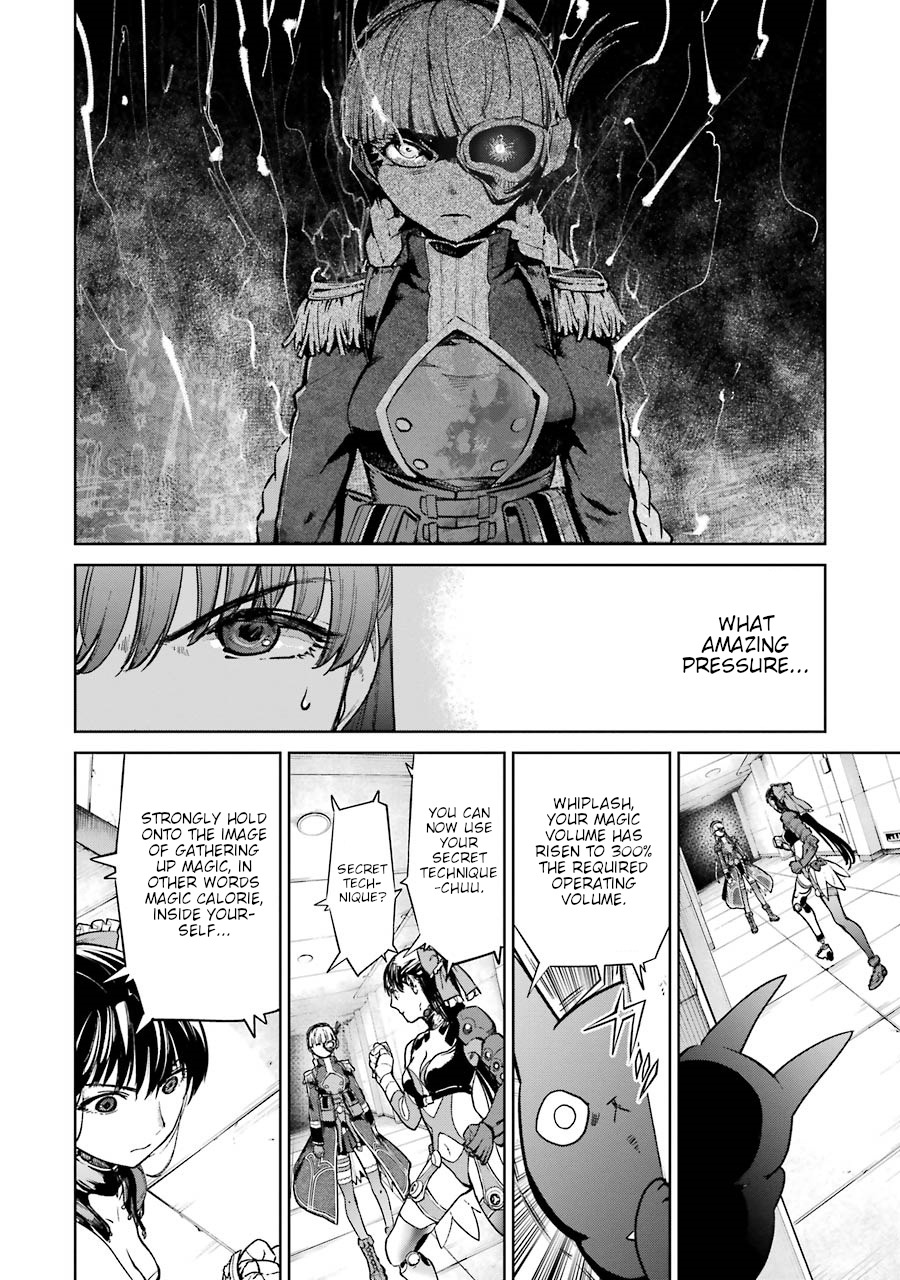 WHAT
AMAZING
PRESSURE...
WHIPLASH,
YOUR MAGIC
VOLUME HAS
RISEN TO 300%
THE REQUIRED
OPERATING
VOLUME.
YOU CAN
NOW USE
YOUR
SECRET
TECHNIQUE
-CHUU.
SECRET
TECH-
NIQUE?
STRONGLY HOLD
ONTO THE IMAGE
OF GATHERING
UP MAGIC, IN
OTHER WORDS
MAGIC CALORIE,
INSIDE YOUR-
SELF...